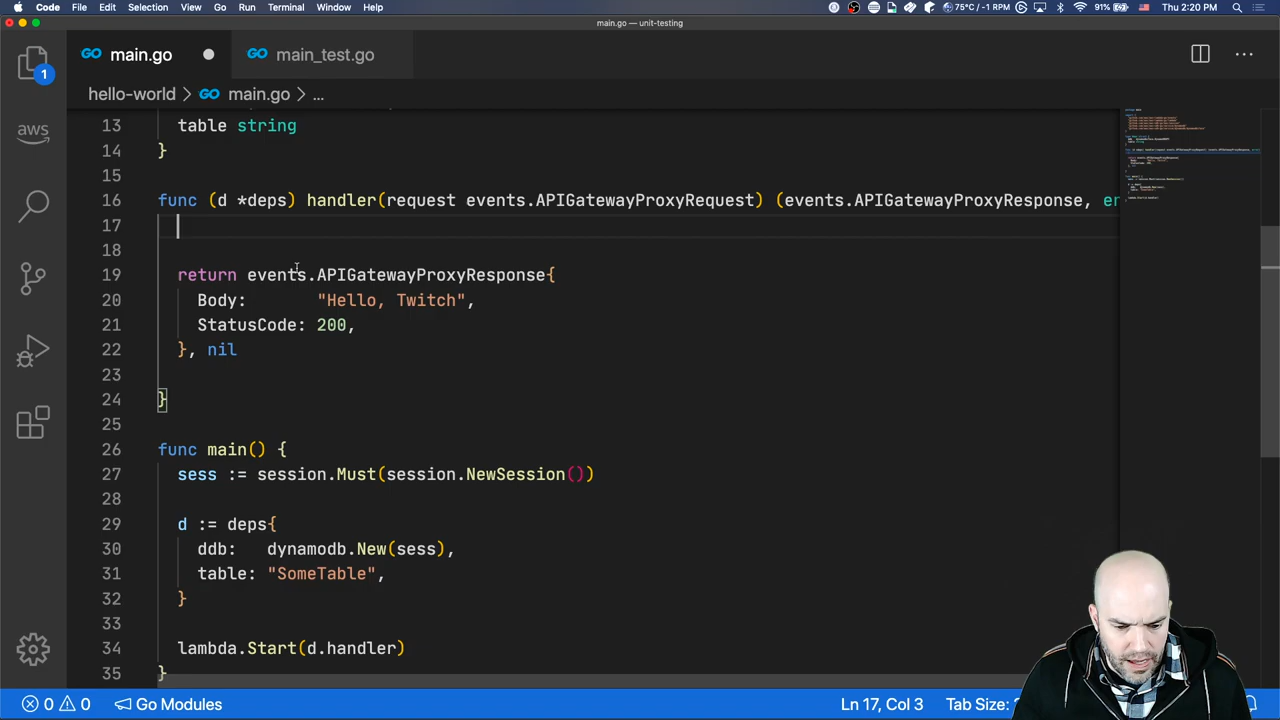 Code File Edit Selection View Go Run Terminal Window Help 75°C/-1 RPM 91% Thu 2:20 PM
main.go — unit-testing
GO main.go GO main_test.go
1
hello-world > GO main.go > ...
aws
13 table string
14 }
15
16 func (d *deps) handler(request events.APIGatewayProxyRequest) (events.APIGatewayProxyResponse, er
17
18
19 return events.APIGatewayProxyResponse{
20 Body: "Hello, Twitch",
21 StatusCode: 200,
22 }, nil
23
24 }
25
26 func main() {
27 sess := session.Must(session.NewSession())
28
29 d := deps{
30 ddb: dynamodb.New(sess),
31 table: "SomeTable",
32 }
33
34 lambda.Start(d.handler)
35 }
0 0 Go Modules Ln 17, Col 3 Tab Size: